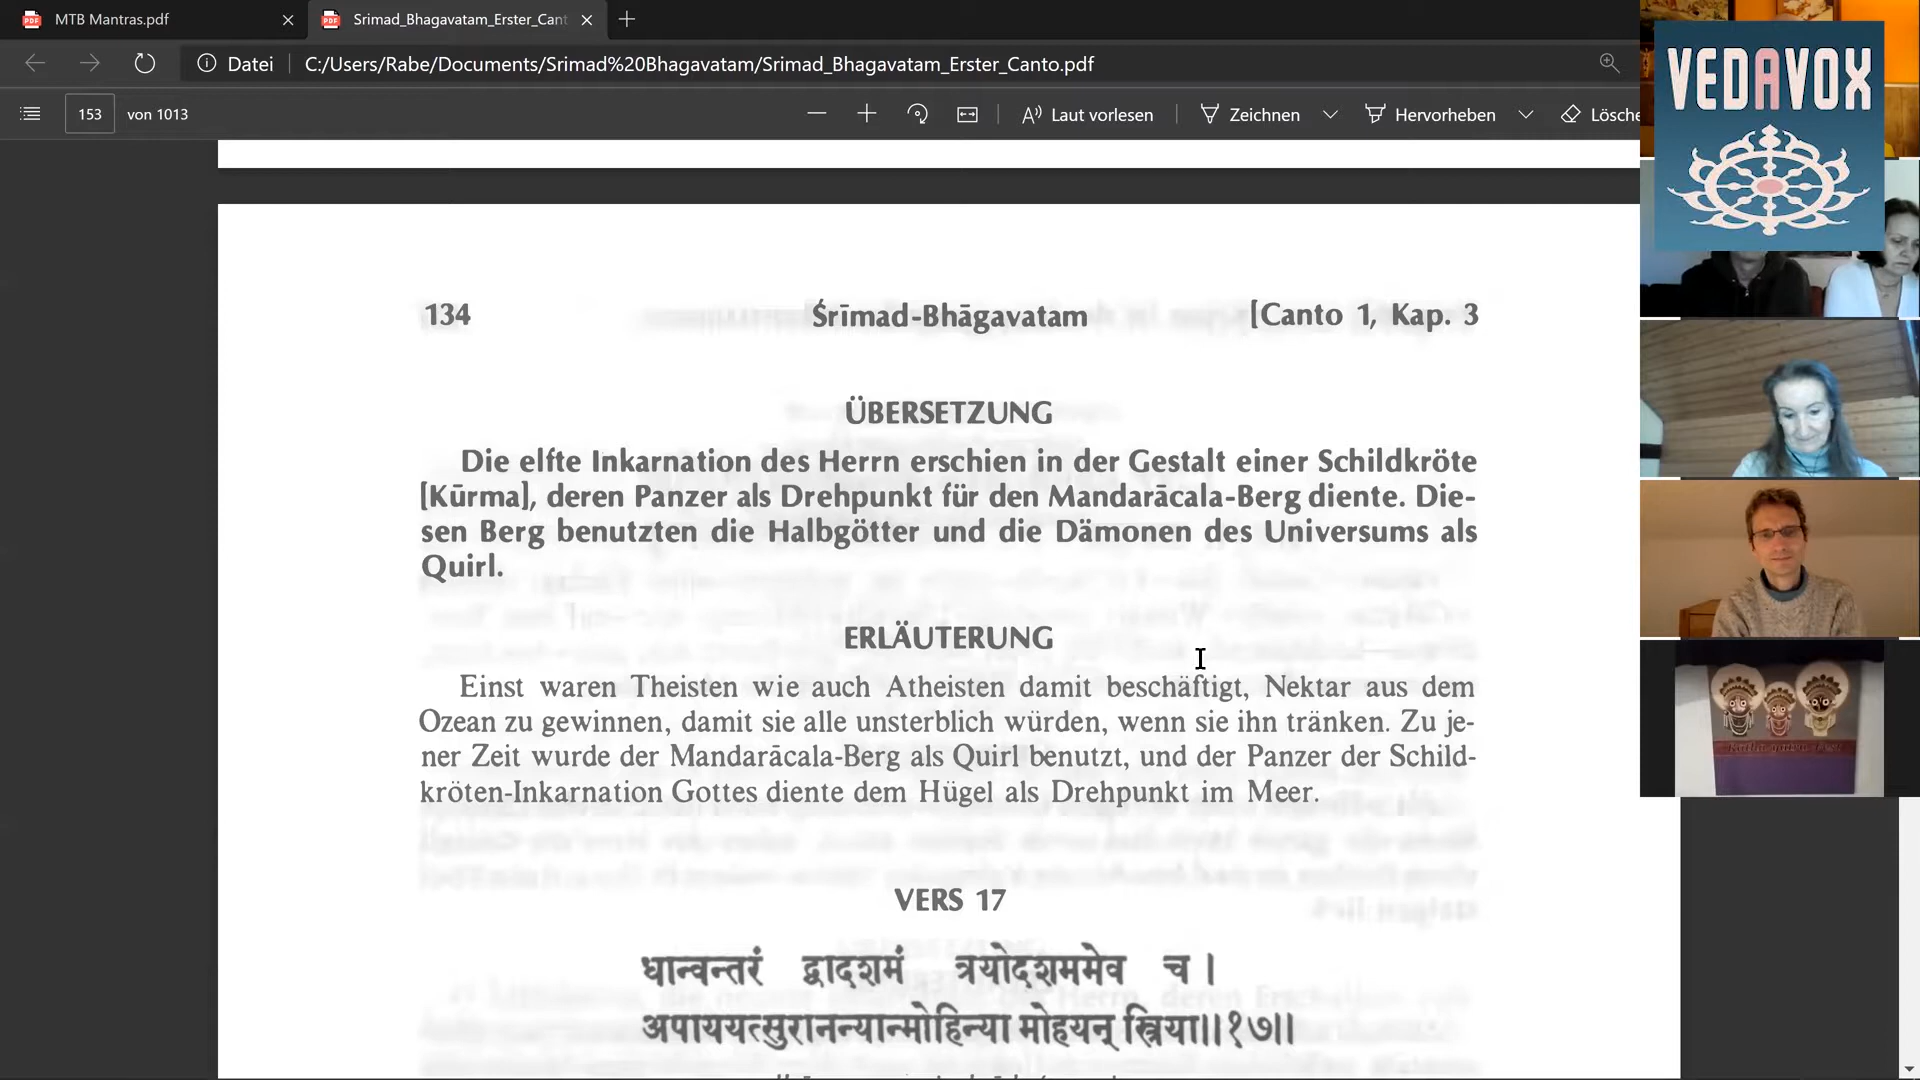 MTB Mantras.pdf
Srimad_Bhagavatam_Erster_Cant
Datei
C:/Users/Rabe/Documents/Srimad%20Bhagavatam/Srimad_Bhagavatam_Erster_Canto.pdf
153 von 1013
Laut vorlesen
Zeichnen
Hervorheben
Lösche
VEDAVOX
134 Śrīmad-Bhāgavatam [Canto 1, Kap. 3
ÜBERSETZUNG
Die elfte Inkarnation des Herrn erschien in der Gestalt einer Schildkröte
[Kūrma], deren Panzer als Drehpunkt für den Mandarācala-Berg diente. Die-
sen Berg benutzten die Halbgötter und die Dämonen des Universums als
Quirl.
ERLÄUTERUNG
Einst waren Theisten wie auch Atheisten damit beschäftigt, Nektar aus dem
Ozean zu gewinnen, damit sie alle unsterblich würden, wenn sie ihn tränken. Zu je-
ner Zeit wurde der Mandarācala-Berg als Quirl benutzt, und der Panzer der Schild-
kröten-Inkarnation Gottes diente dem Hügel als Drehpunkt im Meer.
VERS 17
धान्वन्तरं द्वादशमं त्रयोदशममेव च ।
अपाययत्सुरानन्यान्मोहिन्या मोहयन् स्त्रिया॥१७॥